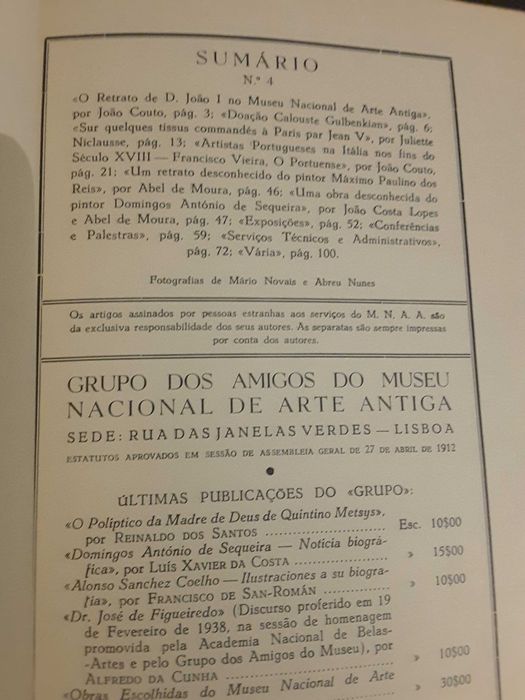 SUMÁRIO
N.º 4
«O Retrato de D. João I no Museu Nacional de Arte Antiga»,
por João Couto, pág. 3; «Doação Calouste Gulbenkian», pág. 6;
«Sur quelques tissus commandés à Paris par Jean V», por Juliette
Niclausse, pág. 13; «Artistas Portugueses na Itália nos fins do
Século XVIII — Francisco Vieira, O Portuense», por João Couto,
pág. 21; «Um retrato desconhecido do pintor Máximo Paulino dos
Reis», por Abel de Moura, pág. 46; «Uma obra desconhecida do
pintor Domingos António de Sequeira», por João Costa Lopes
e Abel de Moura, pág. 47; «Exposições», pág. 52; «Conferências
e Palestras», pág. 59; «Serviços Técnicos e Administrativos»,
pág. 72; «Vária», pág. 100.
Fotografias de Mário Novais e Abreu Nunes
Os artigos assinados por pessoas estranhas aos serviços do M. N. A. A. são
da exclusiva responsabilidade dos seus autores. As separatas são sempre impressas
por conta dos autores.
GRUPO DOS AMIGOS DO MUSEU
NACIONAL DE ARTE ANTIGA
SEDE: RUA DAS JANELAS VERDES — LISBOA
ESTATUTOS APROVADOS EM SESSÃO DE ASSEMBLEIA GERAL DE 27 DE ABRIL DE 1912
ÚLTIMAS PUBLICAÇÕES DO «GRUPO»:
«O Políptico da Madre de Deus de Quintino Metsys»,
por REINALDO DOS SANTOS .......................... Esc. 10$00
«Domingos António de Sequeira — Notícia biográ-
fica», por LUÍS XAVIER DA COSTA .................... » 15$00
«Alonso Sanchez Coelho — Ilustraciones a su biogra-
fia», por FRANCISCO DE SAN-ROMÁN ............... » 10$00
«Dr. José de Figueiredo» (Discurso proferido em 19
de Fevereiro de 1938, na sessão de homenagem
promovida pela Academia Nacional de Belas-
-Artes e pelo Grupo dos Amigos do Museu), por
ALFREDO DA CUNHA .............................. » 10$00
«Obras Escolhidas do Museu Nacional de Arte » 30$00